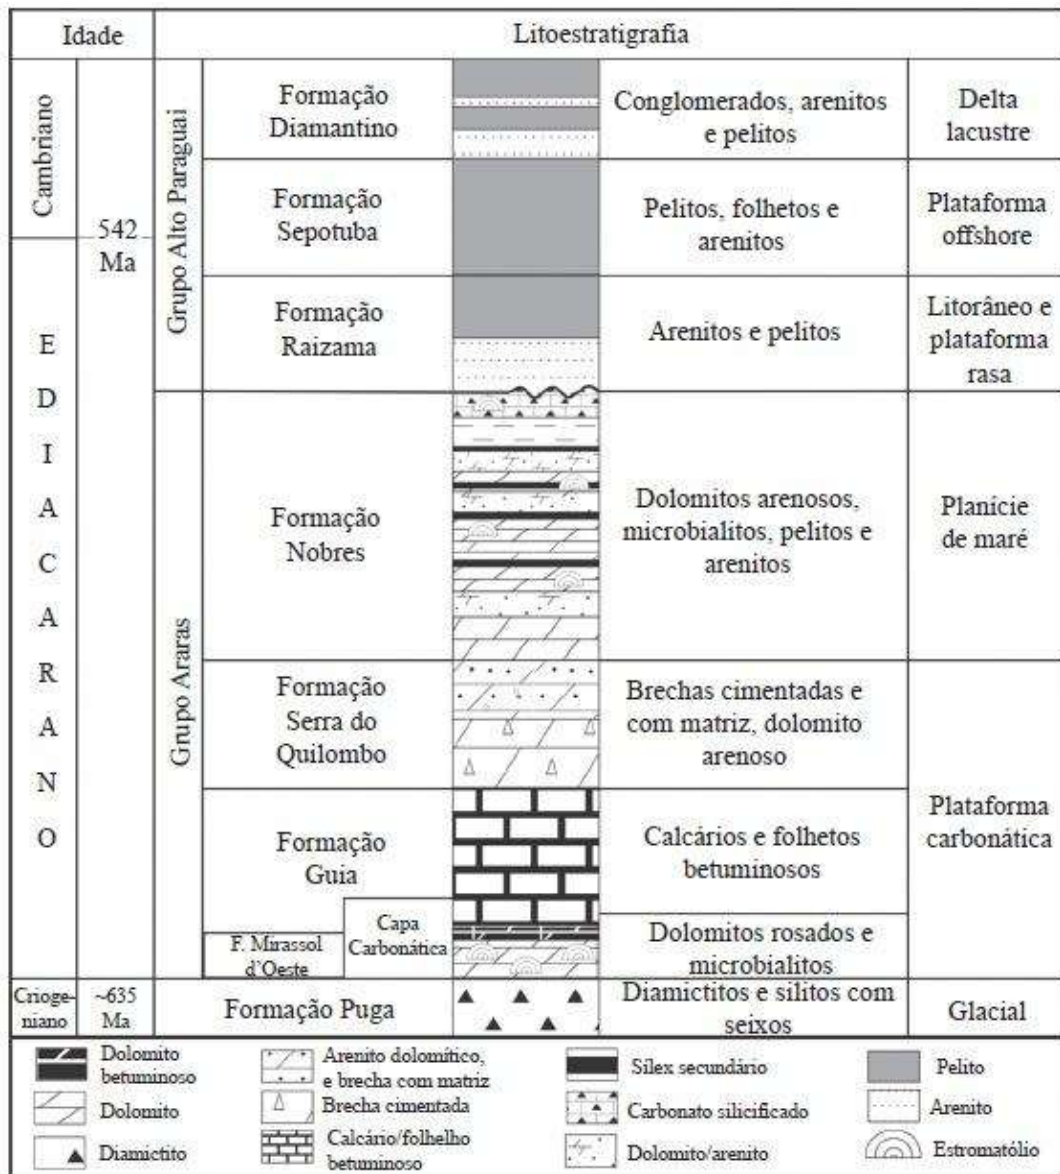 Idade
Litoestratigrafia
Cambriano
542
Ma
EDIACARANO
Crioge-
niano
~635
Ma
Grupo Alto Paraguai
Grupo Araras
Formação
Diamantino
Conglomerados, arenitos
e pelitos
Delta
lacustre
Formação
Sepotuba
Pelitos, folhetos e
arenitos
Plataforma
offshore
Formação
Raizama
Arenitos e pelitos
Litorâneo e
plataforma
rasa
Formação
Nobres
Dolomitos arenosos,
microbialitos, pelitos e
arenitos
Planície
de maré
Formação
Serra do
Quilombo
Brechas cimentadas e
com matriz, dolomito
arenoso
Plataforma
carbonática
Formação
Guia
Calcários e folhetos
betuminosos
Capa
Carbonática
F. Mirassol
d'Oeste
Dolomitos rosados e
microbialitos
Formação Puga
Diamictitos e silitos com
seixos
Glacial
Dolomito
betuminoso
Arenito dolomítico,
e brecha com matriz
Sílex secundário
Pelito
Dolomito
Brecha cimentada
Carbonato silicificado
Arenito
Diamictito
Calcário/folhelho
betuminoso
Dolomito/arenito
Estromatólio